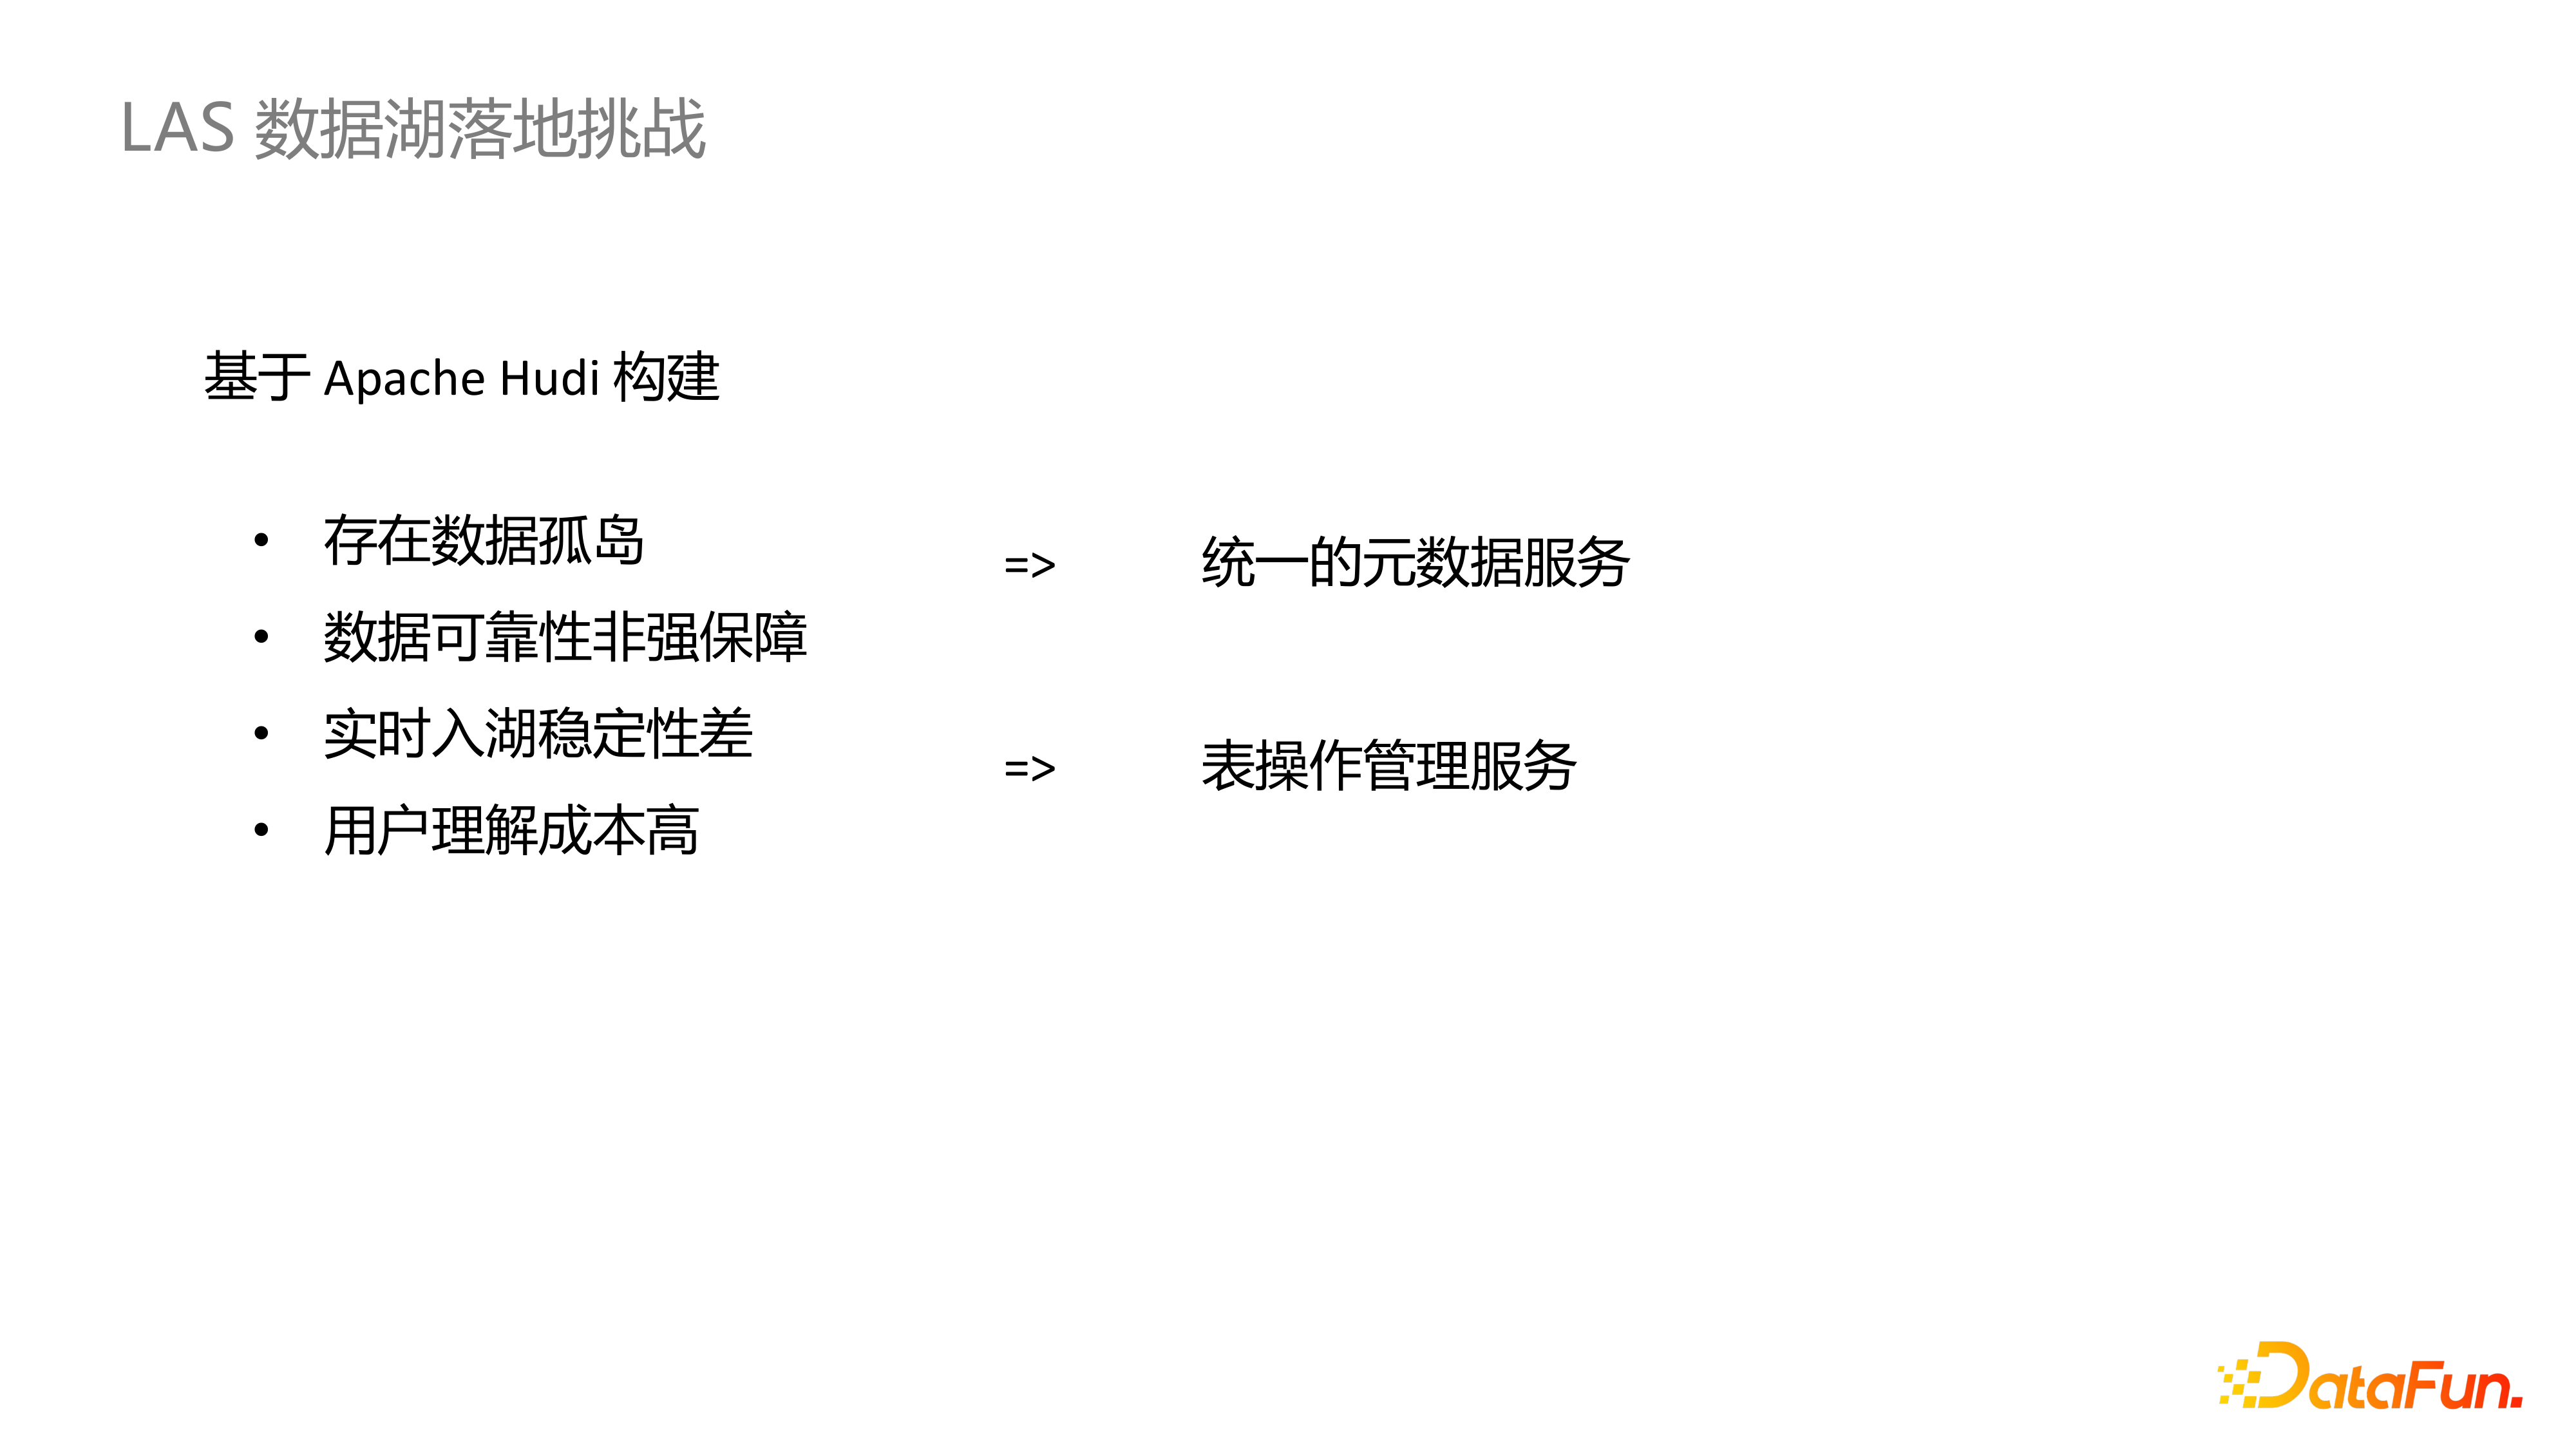 LAS 数据湖落地挑战
基于 Apache Hudi 构建
• 存在数据孤岛
• 数据可靠性非强保障
• 实时入湖稳定性差
• 用户理解成本高
=> 统一的元数据服务
=> 表操作管理服务
DataFun.